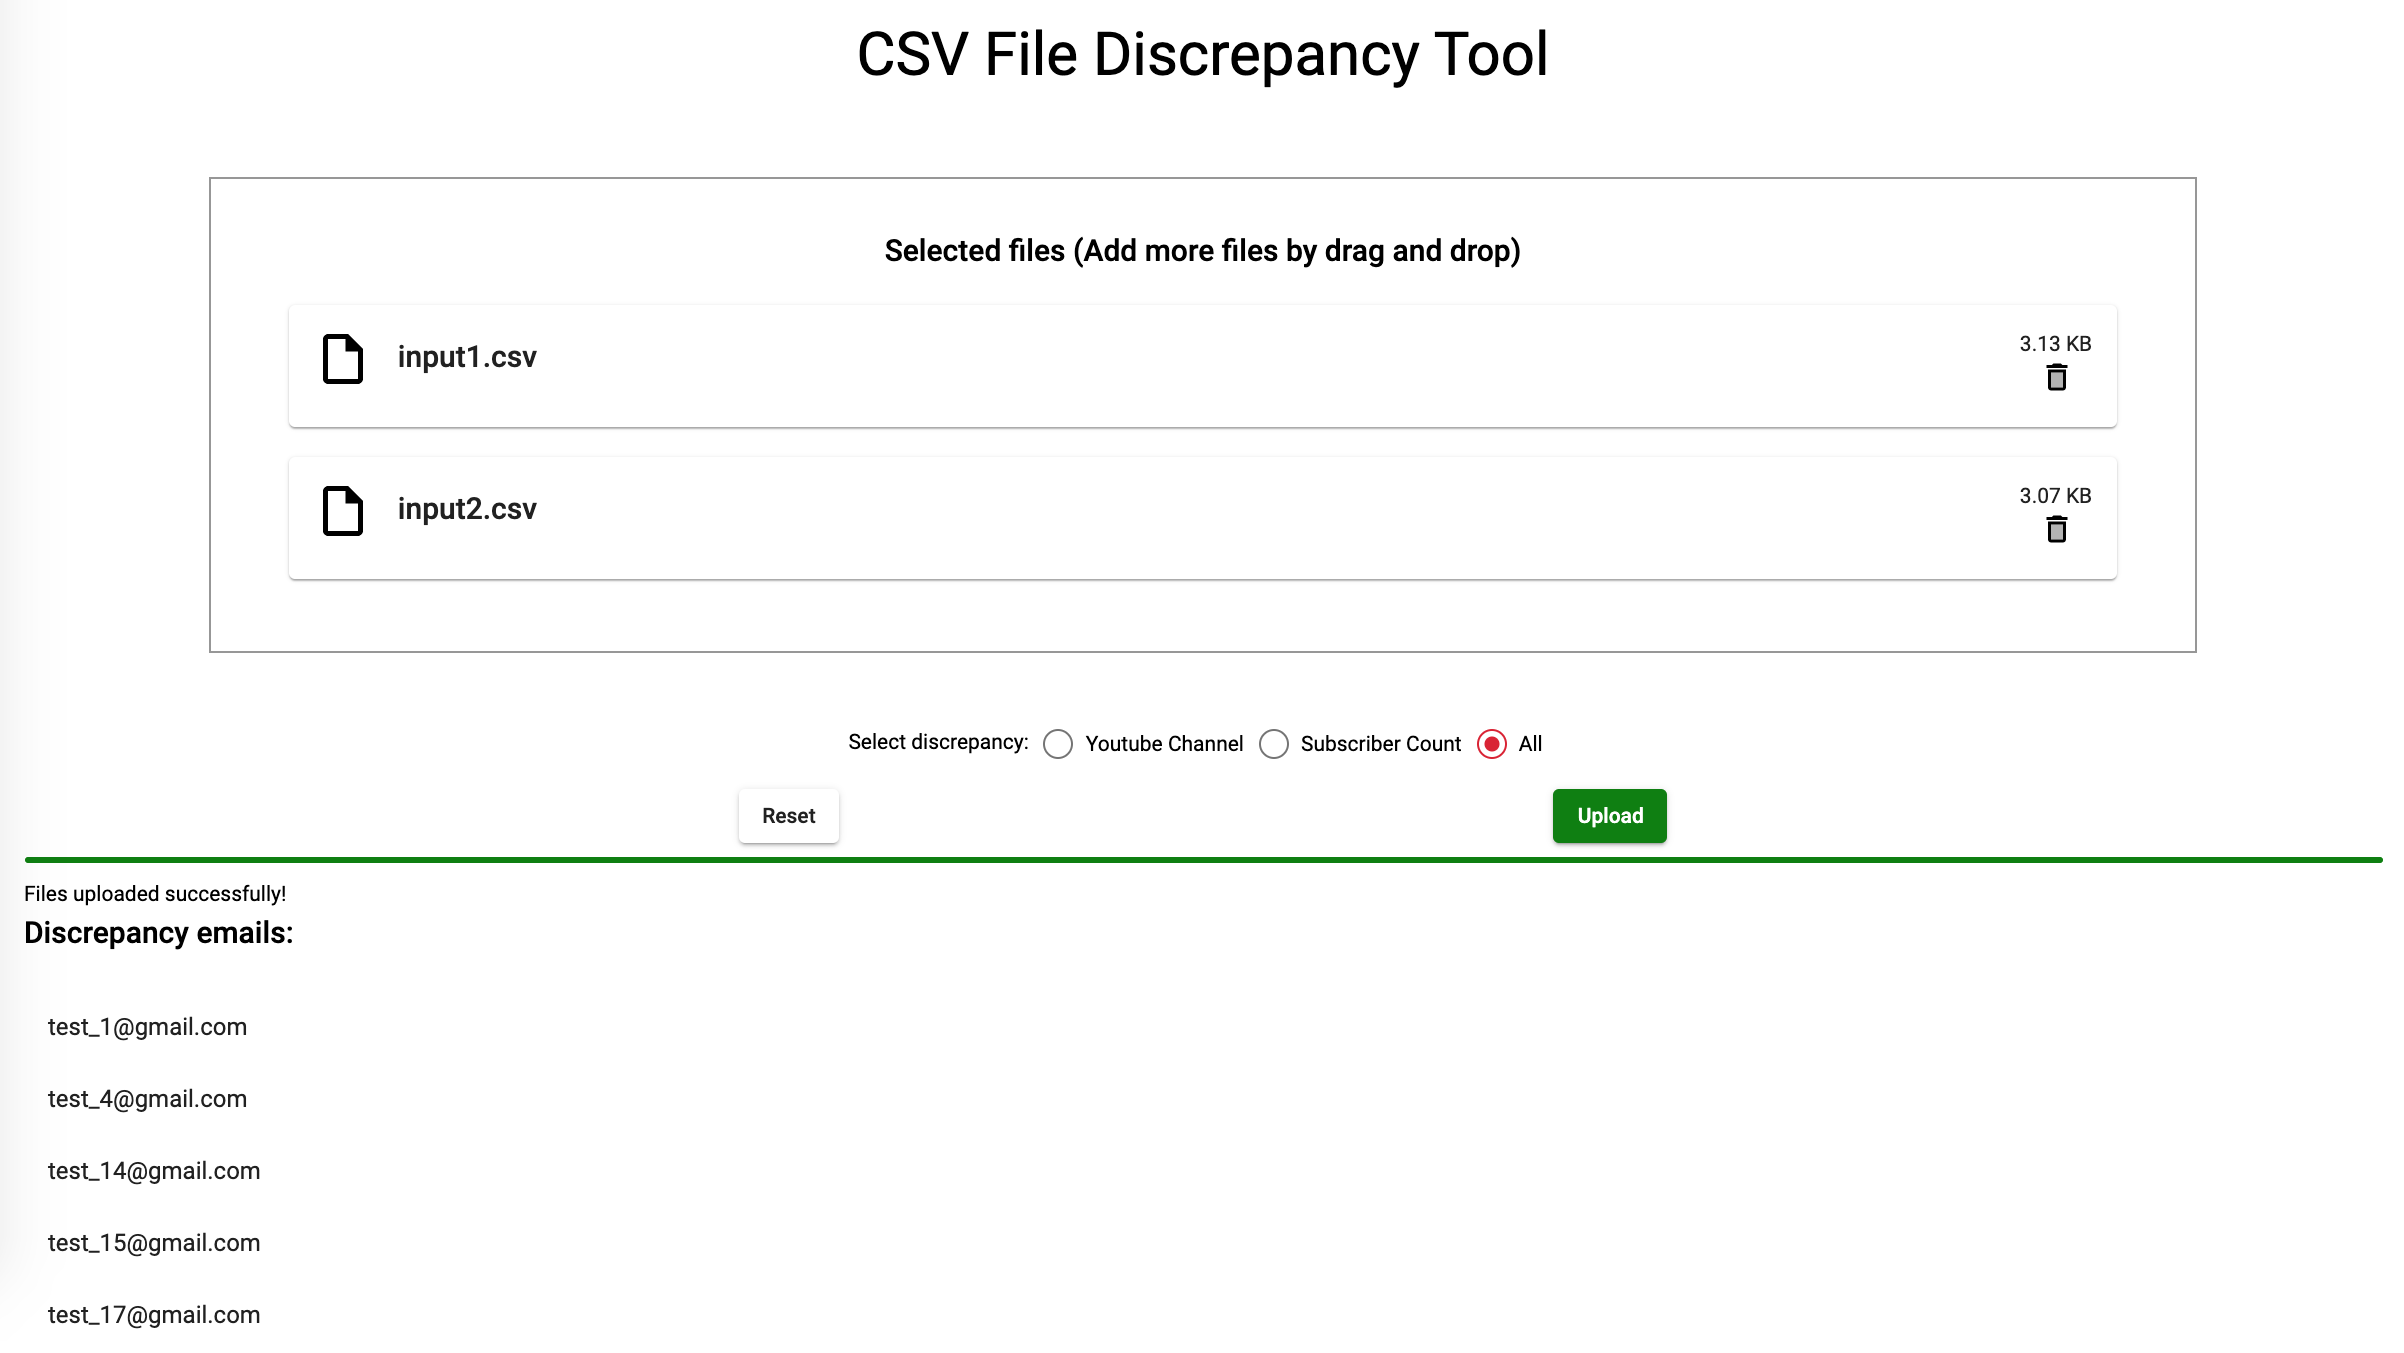 CSV File Discrepancy Tool
Selected files (Add more files by drag and drop)
input1.csv
3.13 KB
input2.csv
3.07 KB
Select discrepancy: Youtube Channel Subscriber Count All
Reset Upload
Files uploaded successfully!
Discrepancy emails:
test_1@gmail.com
test_4@gmail.com
test_14@gmail.com
test_15@gmail.com
test_17@gmail.com